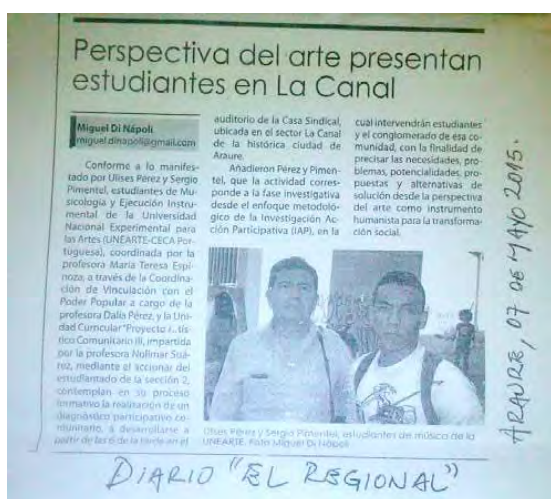 Perspectiva del arte presentan
estudiantes en La Canal
Miguel Di Nápoli
miguel.dinapoli@gmail.com
Conforme a lo manifes-
tado por Ulises Pérez y Sergio
Pimentel, estudiantes de Mu-
sicología y Ejecución Instru-
mental de la Universidad
Nacional Experimental para
las Artes (UNEARTE-CECA Por-
tuguesa), coordinada por la
profesora María Teresa Espi-
noza, a través de la Coordina-
ción de Vinculación con el
Poder Popular a cargo de la
profesora Dalia Pérez, y la Uni-
dad Curricular "Proyecto
tico Comunitario III, impartida
por la profesora Nolimar Suá-
rez, mediante el accionar del
estudiantado de la sección 2,
contemplan en su proceso
formativo la realización de un
diagnóstico participativo co-
munitario, a desarrollarse a
partir de las 6 de la tarde en el
auditorio de la Casa Sindical,
ubicada en el sector La Canal
de la histórica ciudad de
Araure.
Añadieron Pérez y Pimen-
tel, que la actividad corres-
ponde a la fase investigativa
desde el enfoque metodoló-
gico de la Investigación Ac-
ción Participativa (IAP), en la
cual intervendrán estudiantes
y el conglomerado de esa co-
munidad, con la finalidad de
precisar las necesidades, pro-
blemas, potencialidades, pro-
puestas y alternativas de
solución desde la perspectiva
del arte como instrumento
humanista para la transforma-
ción social.
Ulises Pérez y Sergio Pimentel, estudiantes de música de la
UNEARTE. Foto Miguel Di Nápoli
ARAURE, 07 DE MAYO 2015.
DIARIO "EL REGIONAL"